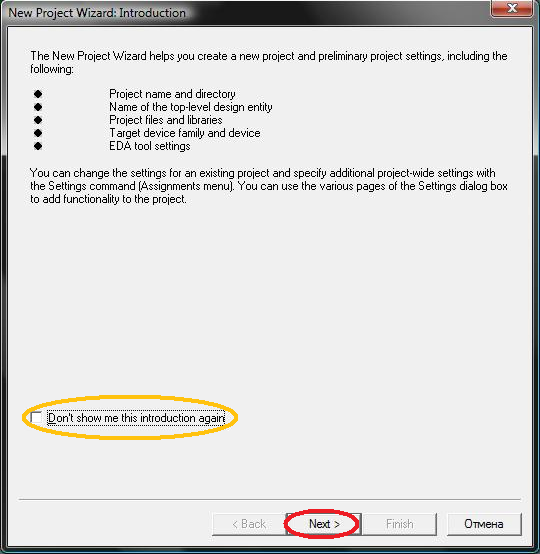 New Project Wizard: Introduction
The New Project Wizard helps you create a new project and preliminary project settings, including the
following:
Project name and directory
Name of the top-level design entity
Project files and libraries
Target device family and device
EDA tool settings
You can change the settings for an existing project and specify additional project-wide settings with
the Settings command (Assignments menu). You can use the various pages of the Settings dialog box
to add functionality to the project.
Don't show me this introduction again
< Back Next > Finish Отмена